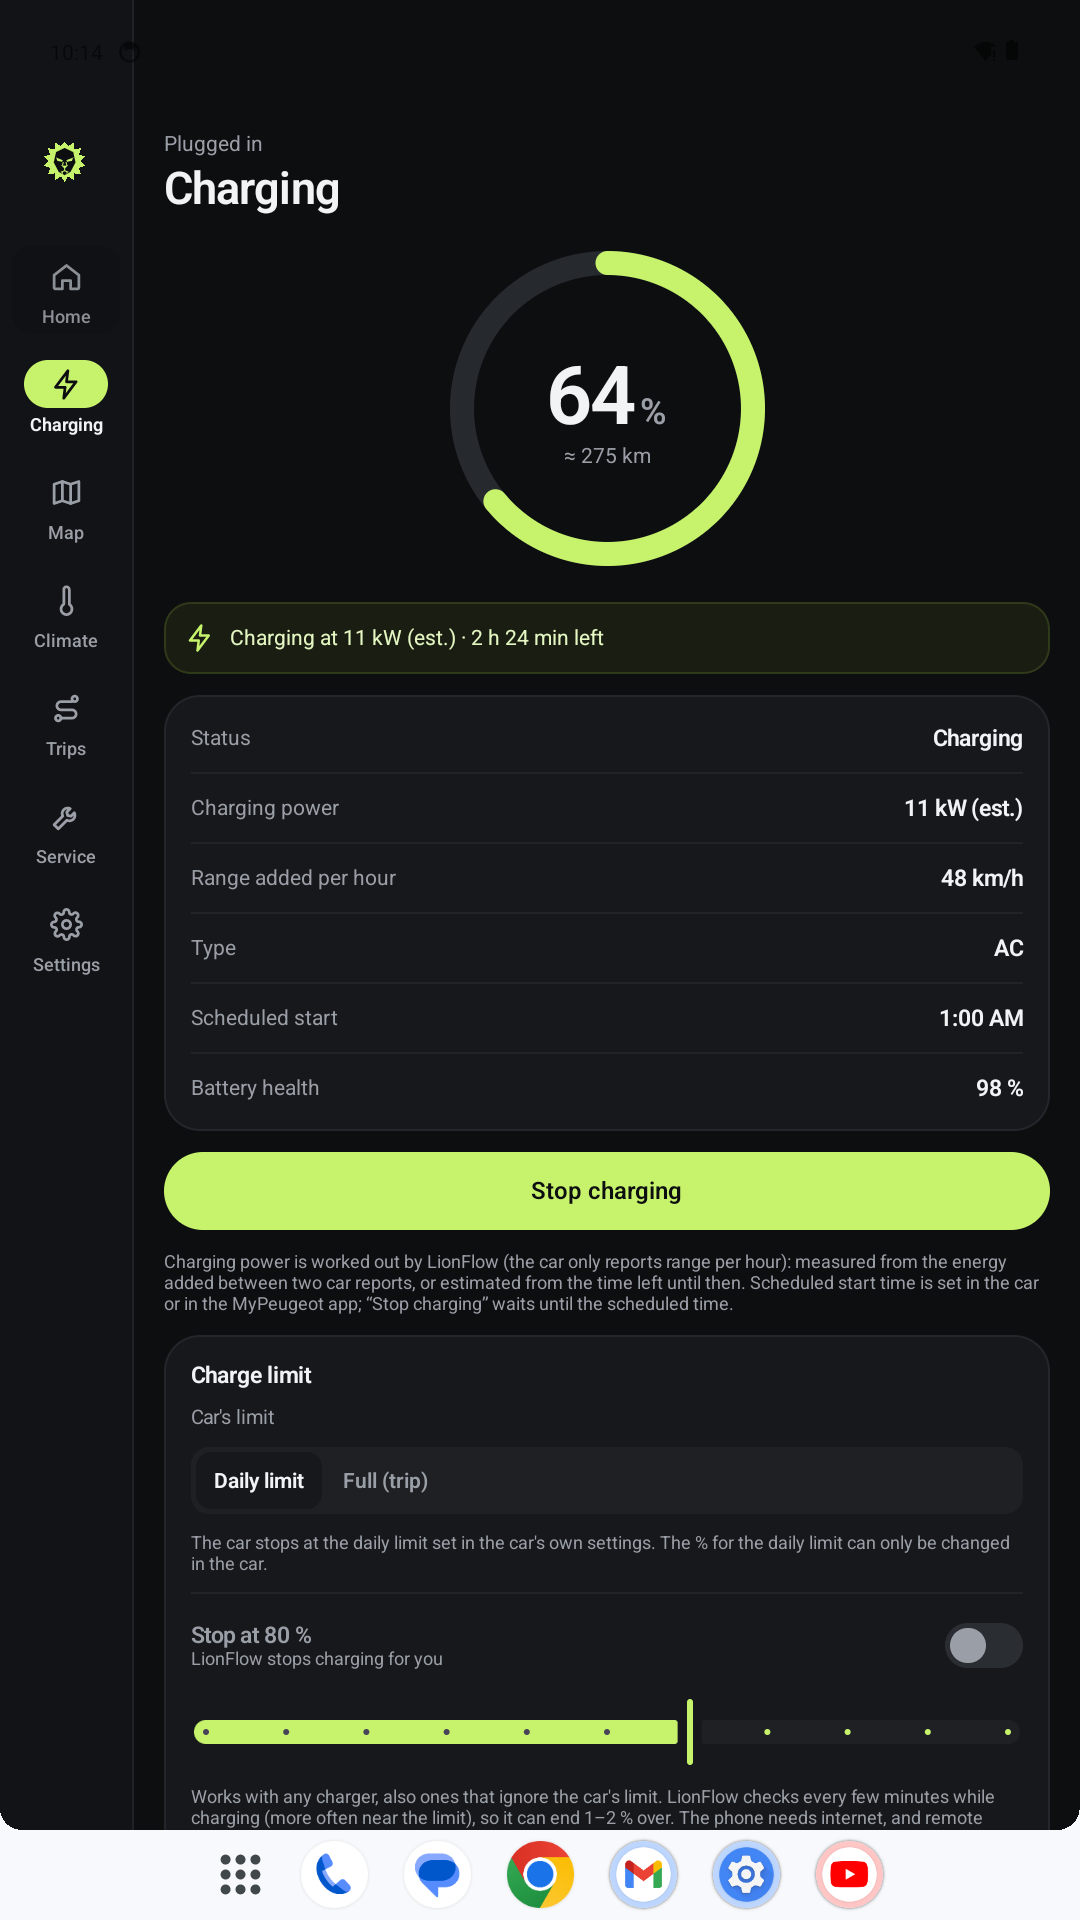 10:14
Plugged in
Charging
Home
Charging
Map
Climate
Trips
Service
Settings
64 %
≈ 275 km
Charging at 11 kW (est.) · 2 h 24 min left
Status Charging
Charging power 11 kW (est.)
Range added per hour 48 km/h
Type AC
Scheduled start 1:00 AM
Battery health 98 %
Stop charging
Charging power is worked out by LionFlow (the car only reports range per hour): measured from the energy
added between two car reports, or estimated from the time left until then. Scheduled start time is set in the car
or in the MyPeugeot app; “Stop charging” waits until the scheduled time.
Charge limit
Car's limit
Daily limit Full (trip)
The car stops at the daily limit set in the car's own settings. The % for the daily limit can only be changed
in the car.
Stop at 80 %
LionFlow stops charging for you
Works with any charger, also ones that ignore the car's limit. LionFlow checks every few minutes while
charging (more often near the limit), so it can end 1–2 % over. The phone needs internet, and remote